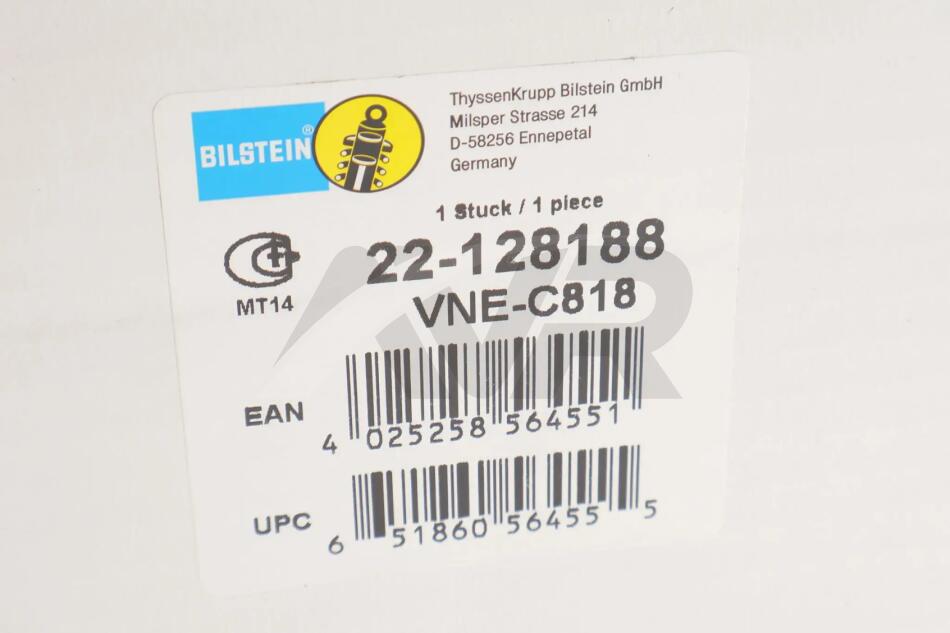 BILSTEIN®
ThyssenKrupp Bilstein GmbH
Milsper Strasse 214
D-58256 Ennepetal
Germany
1 Stuck / 1 piece
22-128188
VNE-C818
MT14
EAN
4 025258 564551
UPC
6 51860 56455 5
AVR